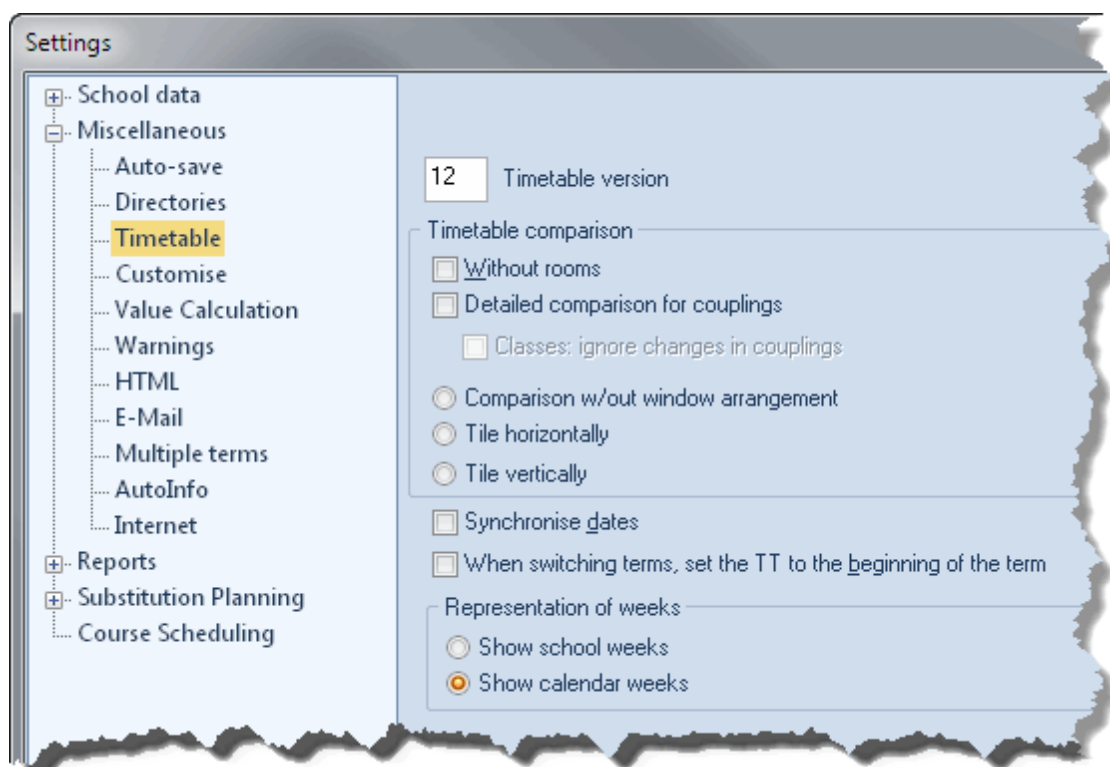 Settings
School data
Miscellaneous
Auto-save
Directories
Timetable
Customise
Value Calculation
Warnings
HTML
E-Mail
Multiple terms
AutoInfo
Internet
Reports
Substitution Planning
Course Scheduling
12 Timetable version
Timetable comparison
Without rooms
Detailed comparison for couplings
Classes: ignore changes in couplings
Comparison w/out window arrangement
Tile horizontally
Tile vertically
Synchronise dates
When switching terms, set the TT to the beginning of the term
Representation of weeks
Show school weeks
Show calendar weeks